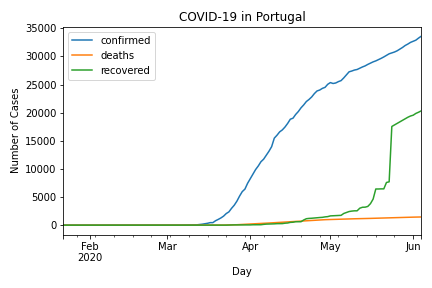 COVID-19 in Portugal
confirmed
deaths
recovered
Number of Cases
35000
30000
25000
20000
15000
10000
5000
0
Feb
2020
Mar
Apr
May
Jun
Day